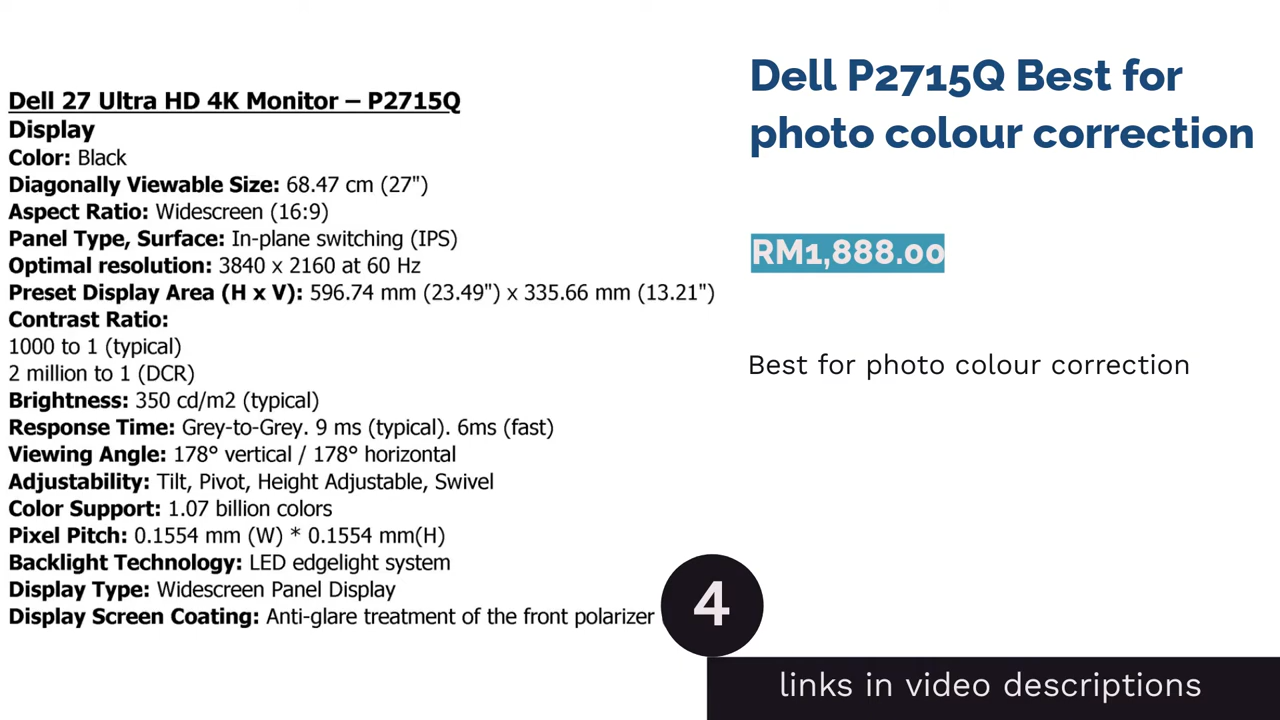 Dell 27 Ultra HD 4K Monitor – P2715Q
Display
Color: Black
Diagonally Viewable Size: 68.47 cm (27")
Aspect Ratio: Widescreen (16:9)
Panel Type, Surface: In-plane switching (IPS)
Optimal resolution: 3840 x 2160 at 60 Hz
Preset Display Area (H x V): 596.74 mm (23.49") x 335.66 mm (13.21")
Contrast Ratio:
1000 to 1 (typical)
2 million to 1 (DCR)
Brightness: 350 cd/m2 (typical)
Response Time: Grey-to-Grey. 9 ms (typical). 6ms (fast)
Viewing Angle: 178° vertical / 178° horizontal
Adjustability: Tilt, Pivot, Height Adjustable, Swivel
Color Support: 1.07 billion colors
Pixel Pitch: 0.1554 mm (W) * 0.1554 mm(H)
Backlight Technology: LED edgelight system
Display Type: Widescreen Panel Display
Display Screen Coating: Anti-glare treatment of the front polarizer
Dell P2715Q Best for
photo colour correction
RM1,888.00
Best for photo colour correction
4
links in video descriptions